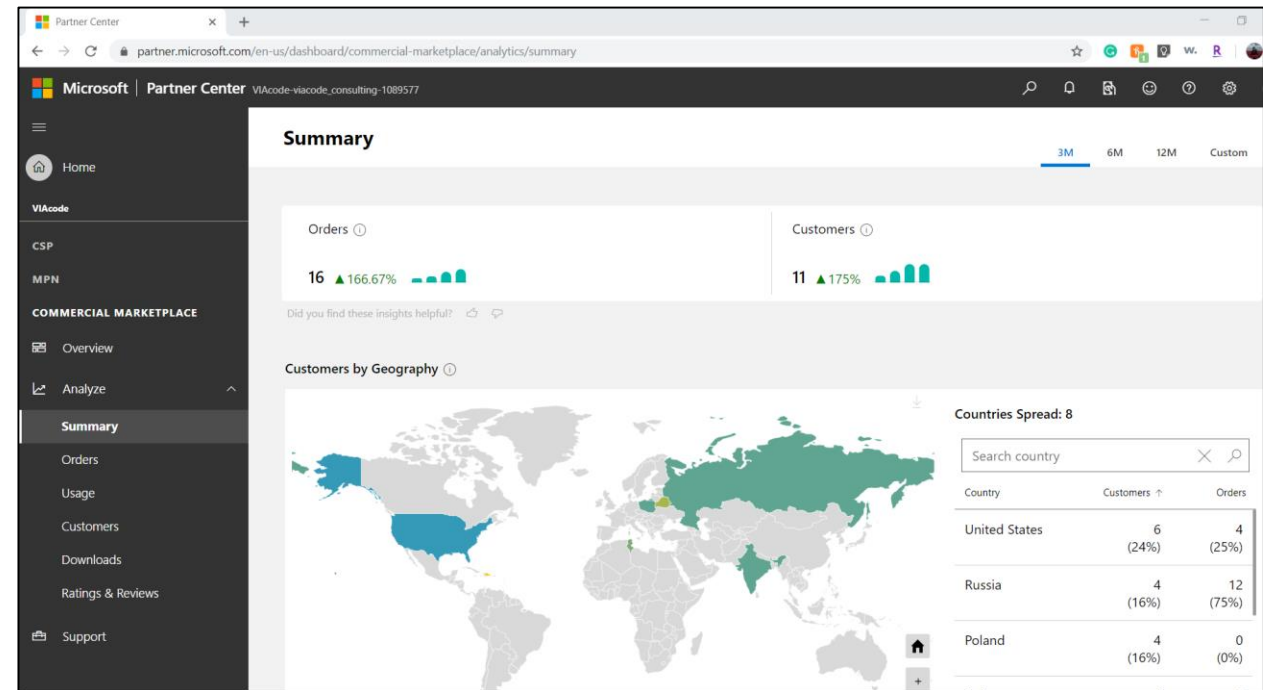 Partner Center
partner.microsoft.com/en-us/dashboard/commercial-marketplace/analytics/summary
Microsoft | Partner Center VIAcode-viacode_consulting-1089577
Home
VIAcode
CSP
MPN
COMMERCIAL MARKETPLACE
Overview
Analyze
Summary
Orders
Usage
Customers
Downloads
Ratings & Reviews
Support
Summary
3M 6M 12M Custom
Orders
16 ▲166.67%
Customers
11 ▲175%
Did you find these insights helpful?
Customers by Geography
Countries Spread: 8
Search country
Country Customers ↑ Orders
United States 6 4
(24%) (25%)
Russia 4 12
(16%) (75%)
Poland 4 0
(16%) (0%)